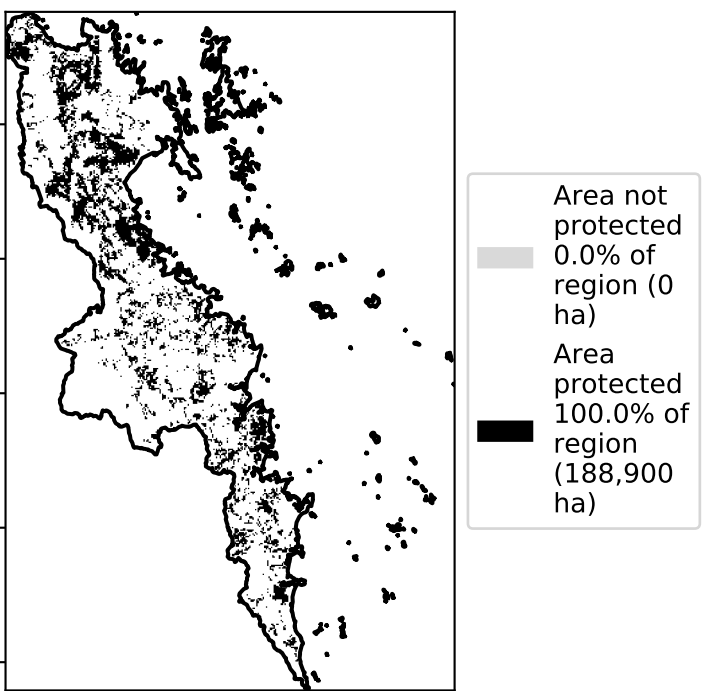 Area not
protected
0.0% of
region (0
ha)
Area
protected
100.0% of
region
(188,900
ha)